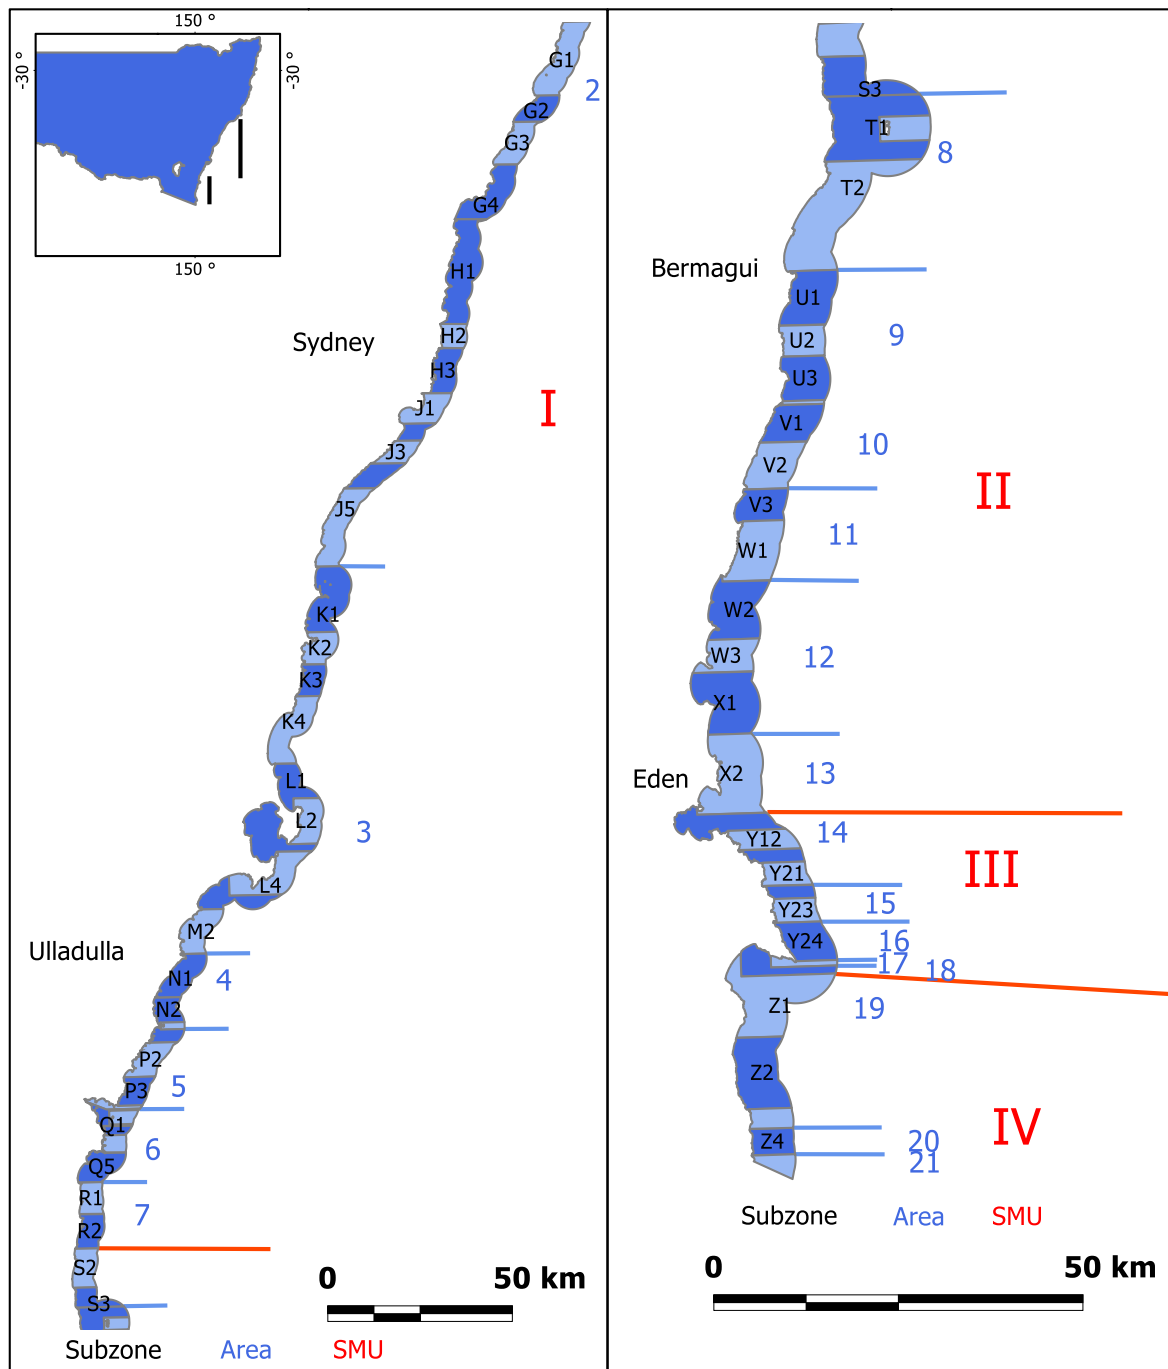 150 °
-30 °
-30 °
150 °
G1
2
G2
G3
G4
H1
Sydney
H2
H3
I
J1
J3
J5
K1
K2
K3
K4
L1
L2
3
L4
M2
Ulladulla
N1
4
N2
P2
P3
5
Q1
6
Q5
R1
7
R2
S2
0 50 km
S3
Subzone Area SMU
S3
T1
8
T2
Bermagui
U1
9
U2
U3
V1
10
V2
II
V3
11
W1
W2
W3
12
X1
Eden
X2
13
14
Y12
III
Y21
15
Y23
16
Y24
17
18
Z1
19
Z2
IV
Z4
20
21
Subzone Area SMU
0 50 km